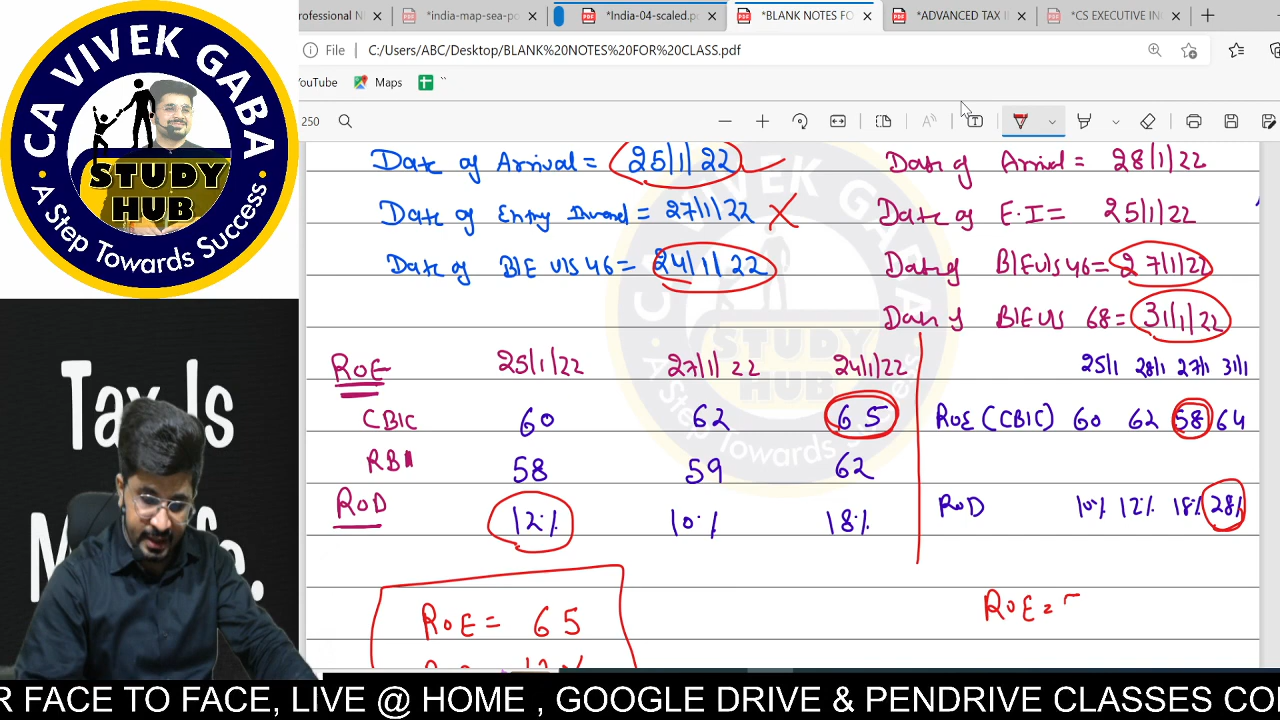 rofessional N
*india-map-sea-po
*India-04-scaled.p
*BLANK NOTES FO
*ADVANCED TAX
*CS EXECUTIVE IN
File C:/Users/ABC/Desktop/BLANK%20NOTES%20FOR%20CLASS.pdf
ouTube Maps ``
250
CA VIVEK GABA
STUDY HUB
• A Step Towards Success •
Tax Is
Date of Arrival = 25/1/22
Date of Entry Inward = 27/1/22 X
Date of B/E U/S 46 = 24/1/22
Date of Arrival = 28/1/22
Date of E.I = 25/1/22
Date of B/E U/S 46 = 27/1/22
Date of B/E U/S 68 = 31/1/22
RoE 25/1/22 27/1/22 24/1/22
CBIC 60 62 65
RBI 58 59 62
RoD 12% 10% 18%
25/1 28/1 27/1 31/1
RoE (CBIC) 60 62 58 64
RoD 10% 12% 18% 28%
RoE = 65
RoE =
R FACE TO FACE, LIVE @ HOME , GOOGLE DRIVE & PENDRIVE CLASSES CO